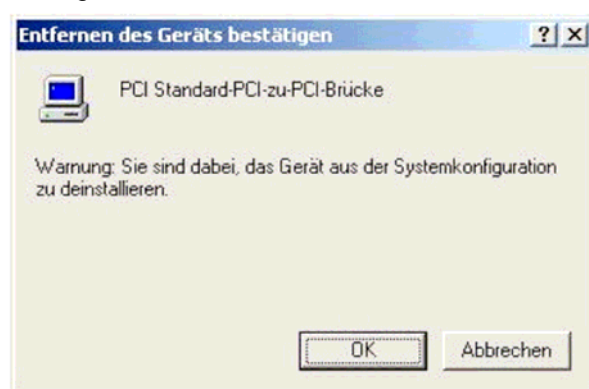 Entfernen des Geräts bestätigen
PCI Standard-PCI-zu-PCI-Brücke
Warnung: Sie sind dabei, das Gerät aus der Systemkonfiguration
zu deinstallieren.
OK
Abbrechen